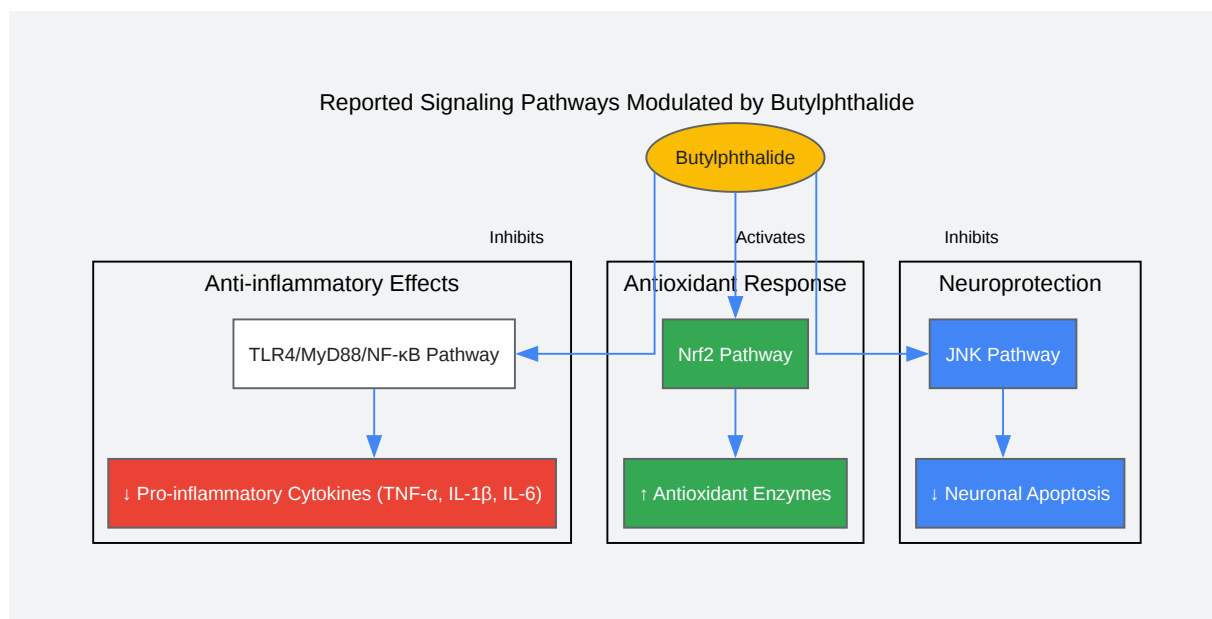 Reported Signaling Pathways Modulated by Butylphthalide
Butylphthalide
Inhibits
Activates
Inhibits
Anti-inflammatory Effects
Antioxidant Response
Neuroprotection
TLR4/MyD88/NF-κB Pathway
Nrf2 Pathway
JNK Pathway
↓ Pro-inflammatory Cytokines (TNF-α, IL-1β, IL-6)
↑ Antioxidant Enzymes
↓ Neuronal Apoptosis